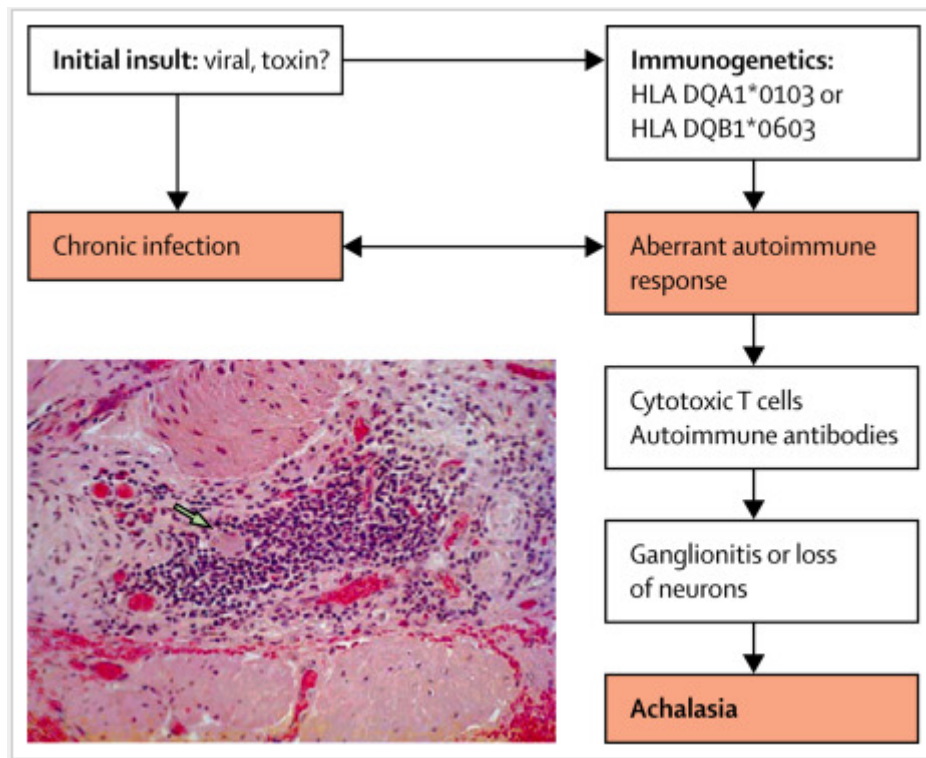 Initial insult: viral, toxin?
Immunogenetics:
HLA DQA1*0103 or
HLA DQB1*0603
Chronic infection
Aberrant autoimmune
response
Cytotoxic T cells
Autoimmune antibodies
Ganglionitis or loss
of neurons
Achalasia